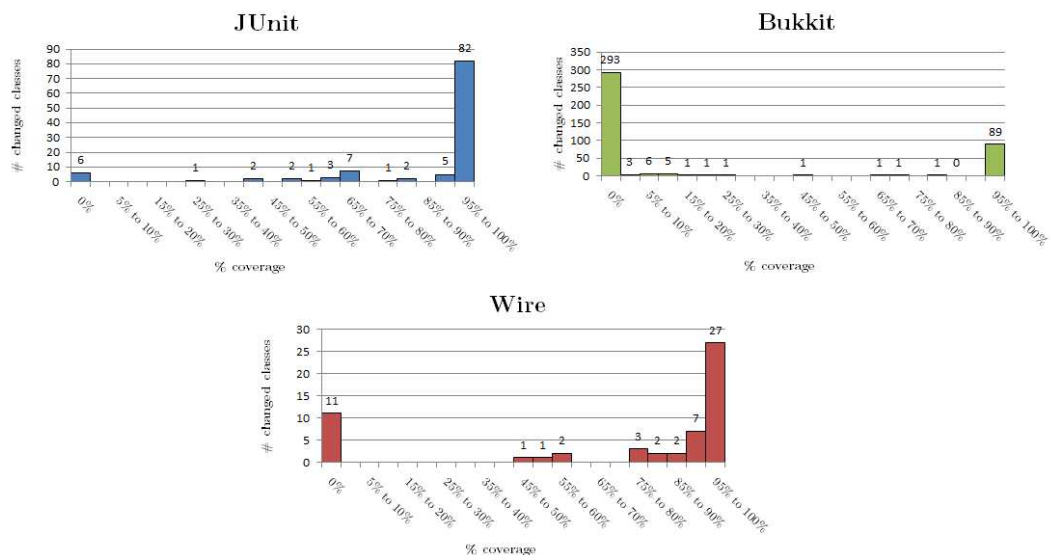 JUnit
# changed classes
90
80
70
60
50
40
30
20
10
0
6 1 2 2 1 3 7 1 2 5 82
0% 5% to 10% 15% to 20% 25% to 30% 35% to 40% 45% to 50% 55% to 60% 65% to 70% 75% to 80% 85% to 90% 95% to 100%
% coverage
Bukkit
# changed classes
350
300
250
200
150
100
50
0
293 3 6 5 1 1 1 1 1 1 1 0 89
0% 5% to 10% 15% to 20% 25% to 30% 35% to 40% 45% to 50% 55% to 60% 65% to 70% 75% to 80% 85% to 90% 95% to 100%
% coverage
Wire
# changed classes
30
25
20
15
10
5
0
11 1 1 2 3 2 2 7 27
0% 5% to 10% 15% to 20% 25% to 30% 35% to 40% 45% to 50% 55% to 60% 65% to 70% 75% to 80% 85% to 90% 95% to 100%
% coverage